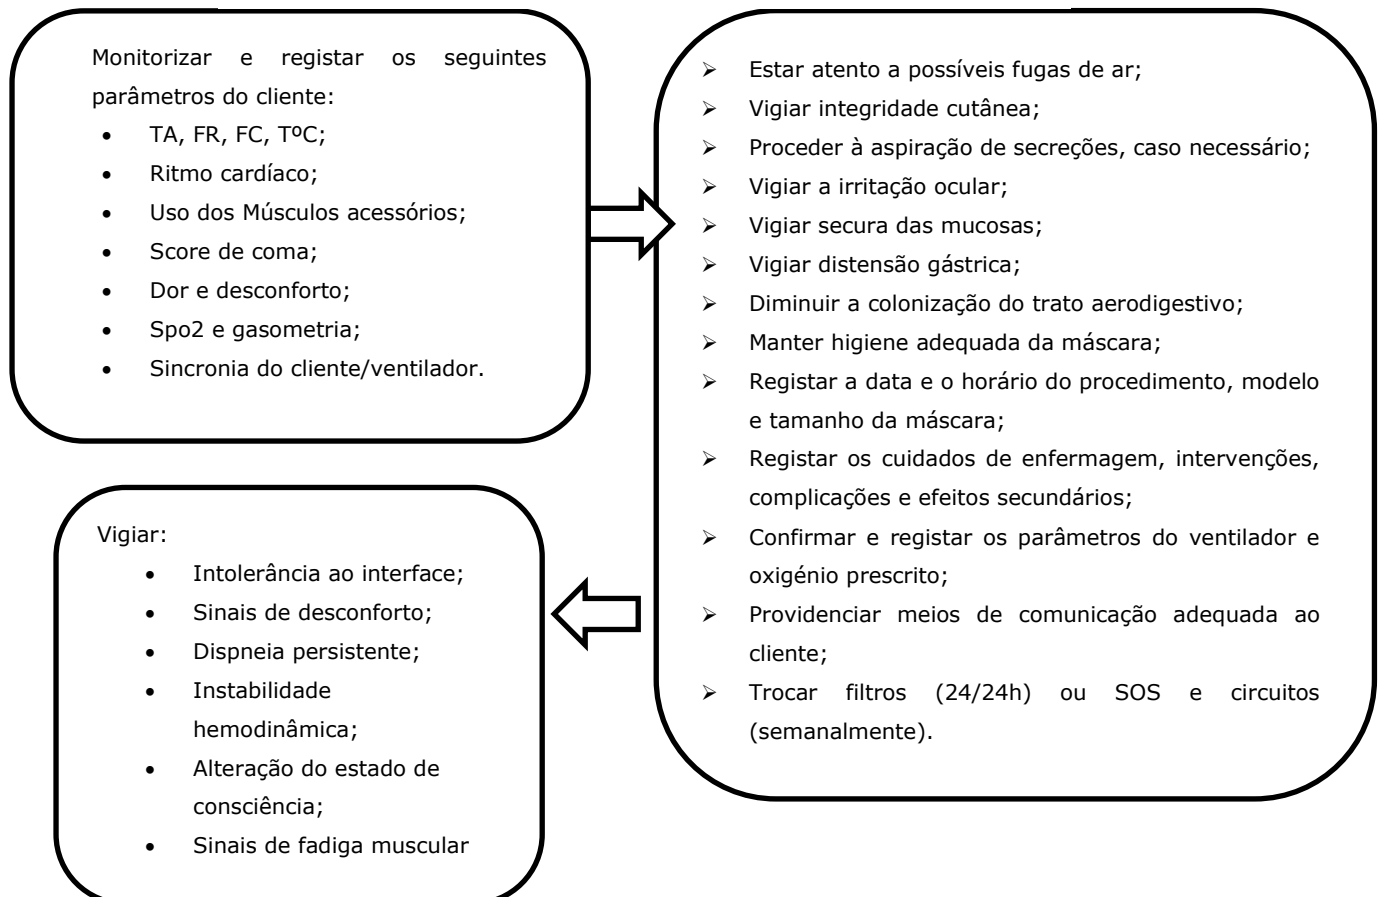 Monitorizar e registar os seguintes
parâmetros do cliente:
• TA, FR, FC, TºC;
• Ritmo cardíaco;
• Uso dos Músculos acessórios;
• Score de coma;
• Dor e desconforto;
• Spo2 e gasometria;
• Sincronia do cliente/ventilador.
➢ Estar atento a possíveis fugas de ar;
➢ Vigiar integridade cutânea;
➢ Proceder à aspiração de secreções, caso necessário;
➢ Vigiar a irritação ocular;
➢ Vigiar secura das mucosas;
➢ Vigiar distensão gástrica;
➢ Diminuir a colonização do trato aerodigestivo;
➢ Manter higiene adequada da máscara;
➢ Registar a data e o horário do procedimento, modelo
e tamanho da máscara;
➢ Registar os cuidados de enfermagem, intervenções,
complicações e efeitos secundários;
➢ Confirmar e registar os parâmetros do ventilador e
oxigénio prescrito;
➢ Providenciar meios de comunicação adequada ao
cliente;
➢ Trocar filtros (24/24h) ou SOS e circuitos
(semanalmente).
Vigiar:
• Intolerância ao interface;
• Sinais de desconforto;
• Dispneia persistente;
• Instabilidade
hemodinâmica;
• Alteração do estado de
consciência;
• Sinais de fadiga muscular